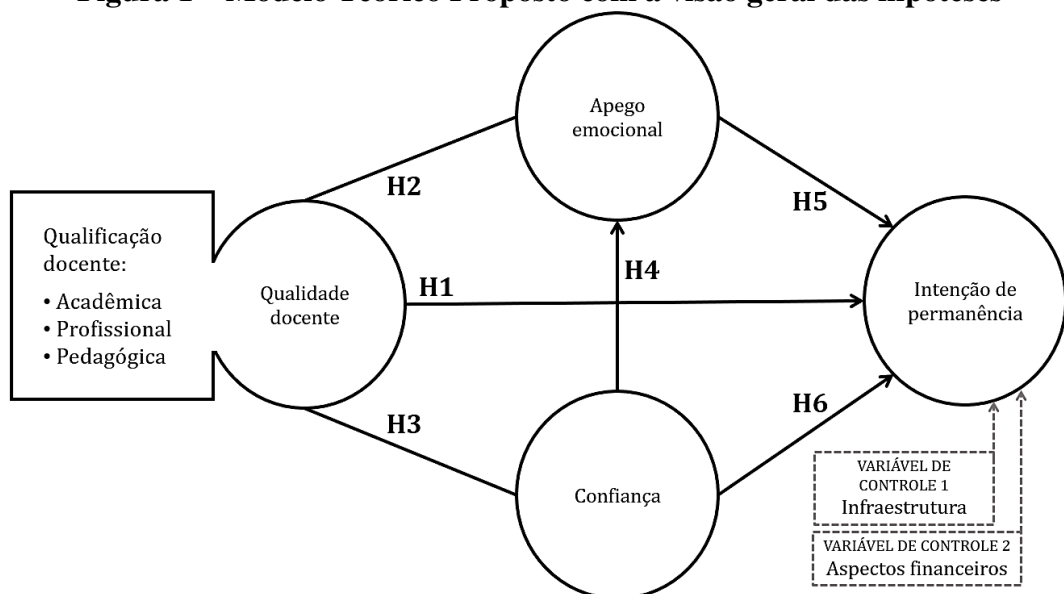 Figura 1 – Modelo Teórico Proposto com a visão geral das hipóteses
Apego
emocional
H2
H5
Qualificação
docente:
• Acadêmica
• Profissional
• Pedagógica
Qualidade
docente
H1
H4
Intenção de
permanência
H3
H6
Confiança
VARIÁVEL DE
CONTROLE 1
Infraestrutura
VARIÁVEL DE CONTROLE 2
Aspectos financeiros